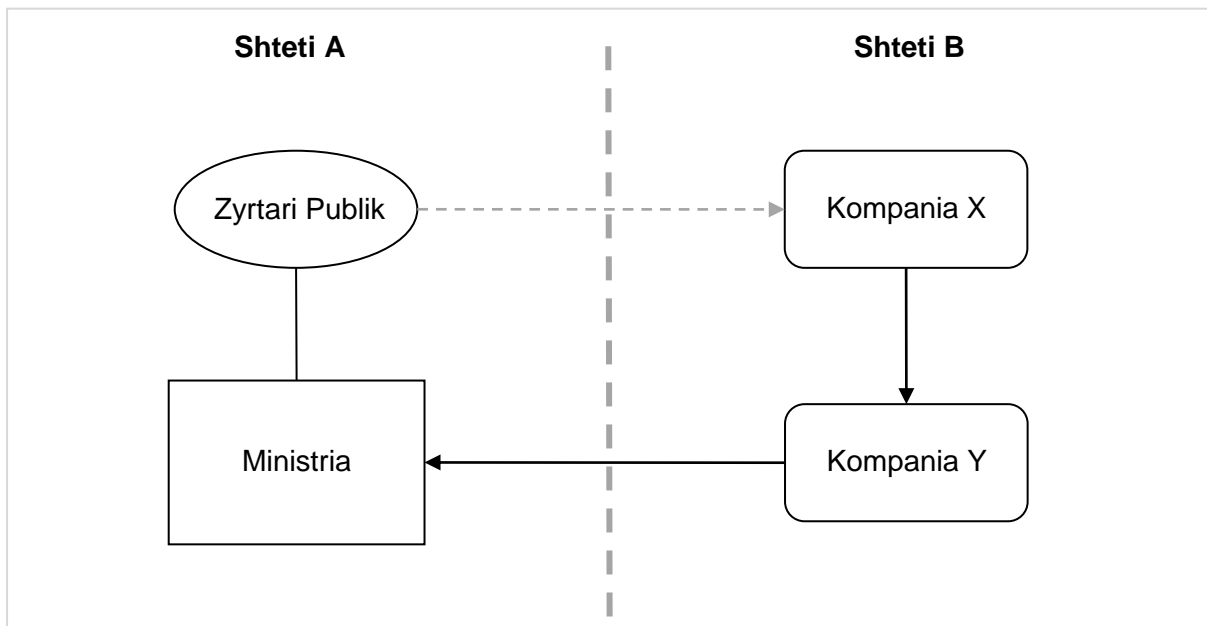 Shteti A
Shteti B
Zyrtari Publik
Kompania X
Ministria
Kompania Y